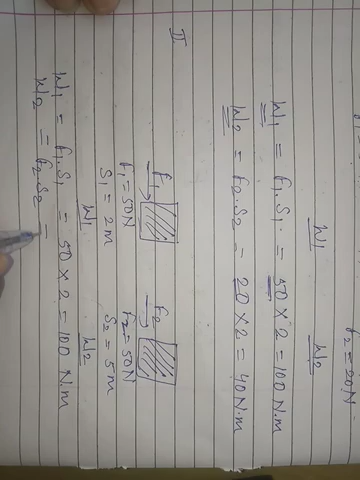 F2 = 20N
W1 W2
W1 = F1.S1 = 50 × 2 = 100 N.m
W2 = F2.S2 = 20 × 2 = 40 N.m
II
F1 F2
F1 = 50N F2 = 50N
S1 = 2m S2 = 5m
W1 W2
W1 = F1.S1 = 50 × 2 = 100 N.m
W2 = F2.S2 =